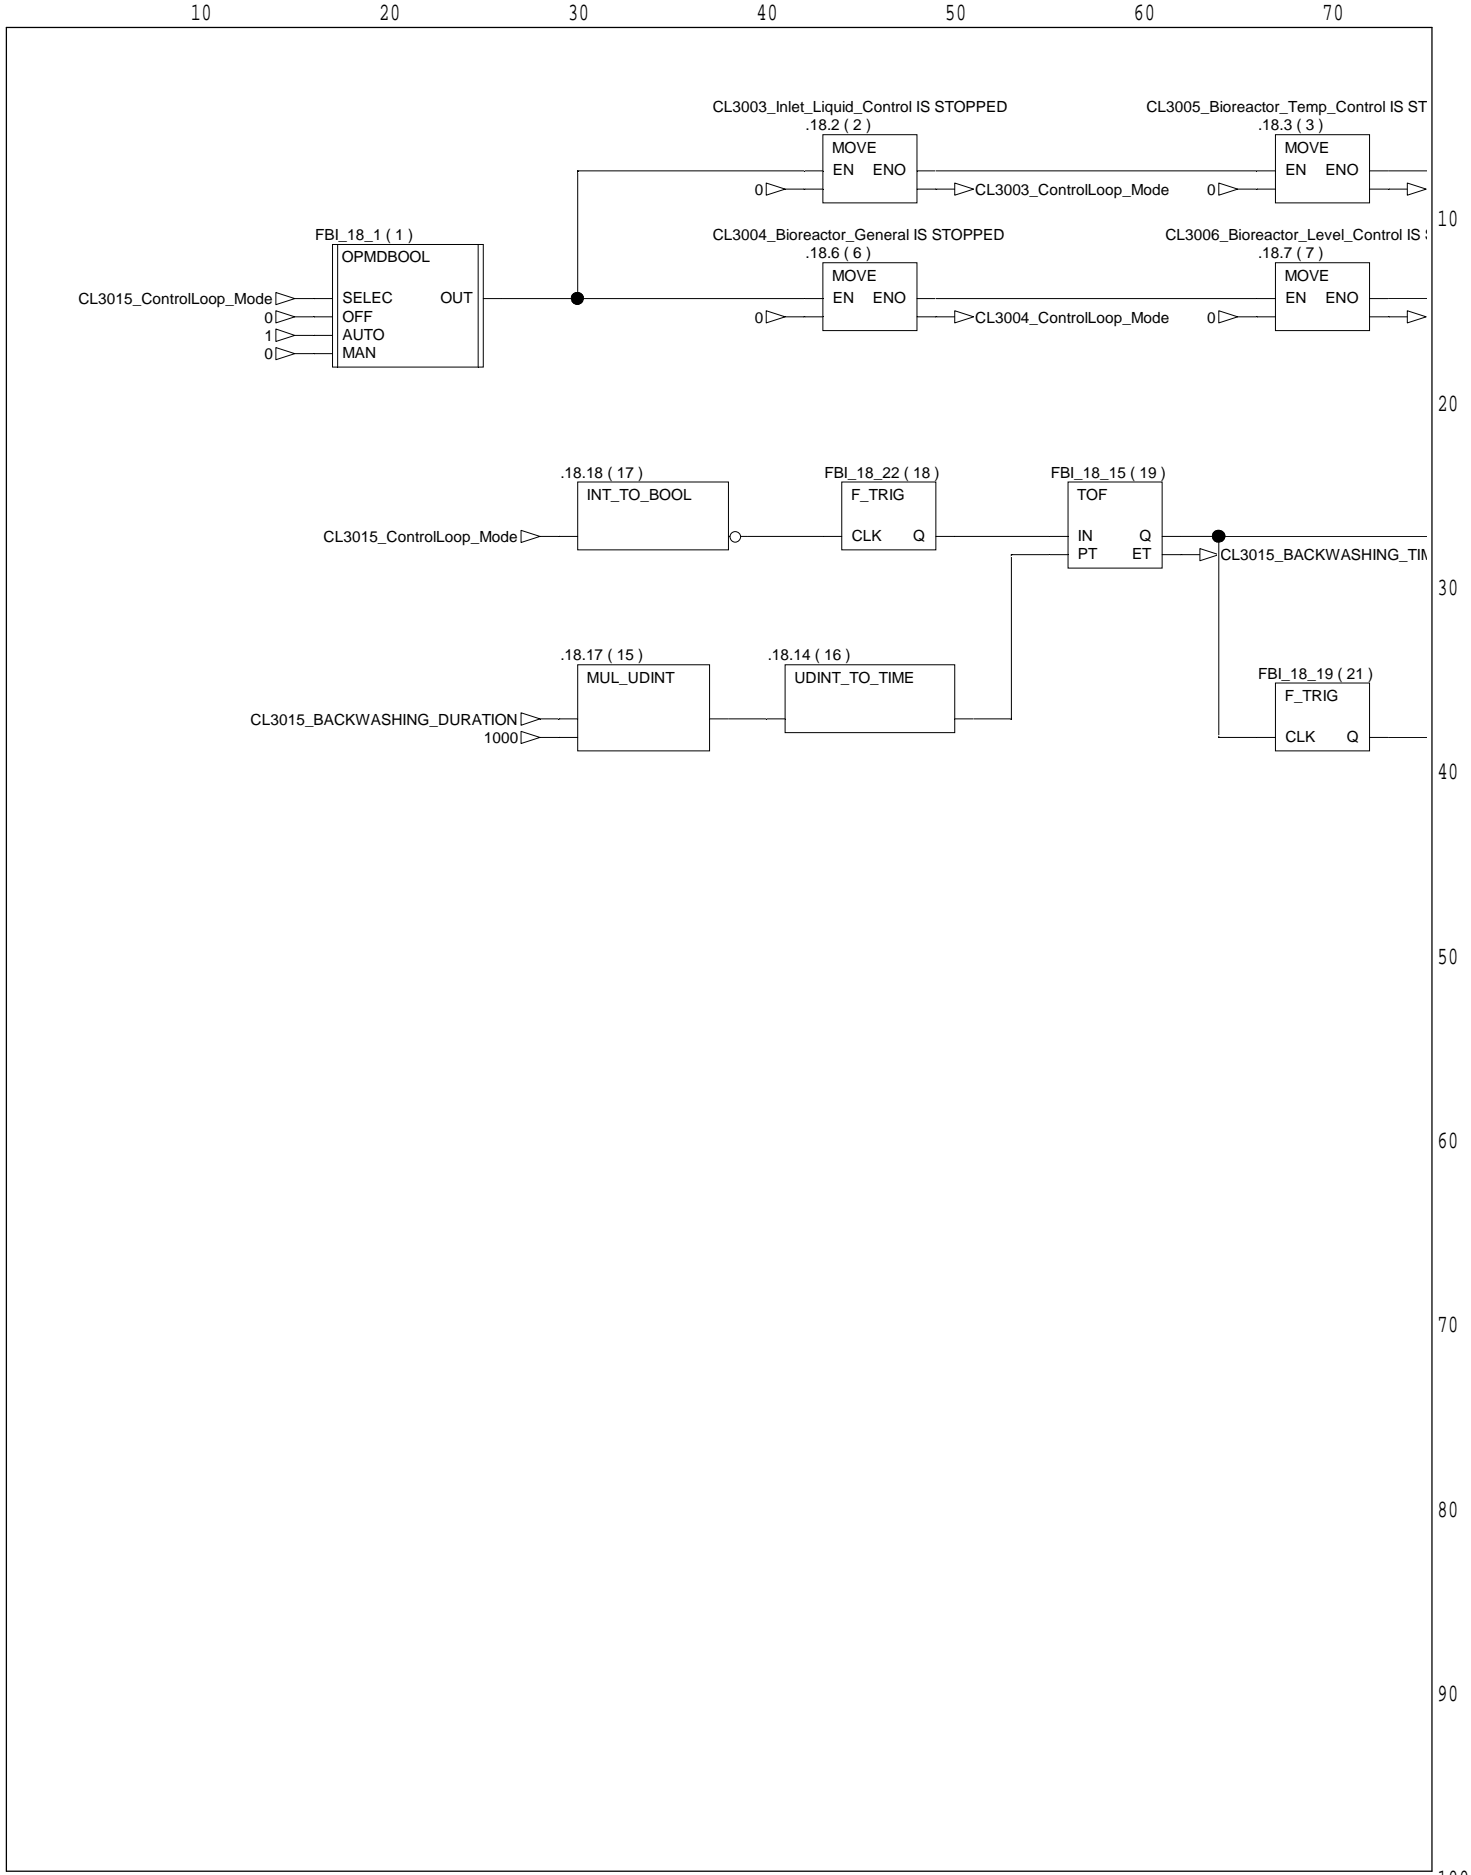 10 20 30 40 50 60 70
CL3003_Inlet_Liquid_Control IS STOPPED
.18.2 ( 2 )
MOVE
EN ENO
0
CL3003_ControlLoop_Mode
CL3005_Bioreactor_Temp_Control IS ST
.18.3 ( 3 )
MOVE
EN ENO
0
10
FBI_18_1 ( 1 )
OPMDBOOL
CL3015_ControlLoop_Mode
SELEC OUT
0
OFF
1
AUTO
0
MAN
CL3004_Bioreactor_General IS STOPPED
.18.6 ( 6 )
MOVE
EN ENO
0
CL3004_ControlLoop_Mode
CL3006_Bioreactor_Level_Control IS
.18.7 ( 7 )
MOVE
EN ENO
0
20
.18.18 ( 17 )
INT_TO_BOOL
CL3015_ControlLoop_Mode
FBI_18_22 ( 18 )
F_TRIG
CLK Q
FBI_18_15 ( 19 )
TOF
IN Q
PT ET
CL3015_BACKWASHING_TIM
30
.18.17 ( 15 )
MUL_UDINT
CL3015_BACKWASHING_DURATION
1000
.18.14 ( 16 )
UDINT_TO_TIME
FBI_18_19 ( 21 )
F_TRIG
CLK Q
40
50
60
70
80
90